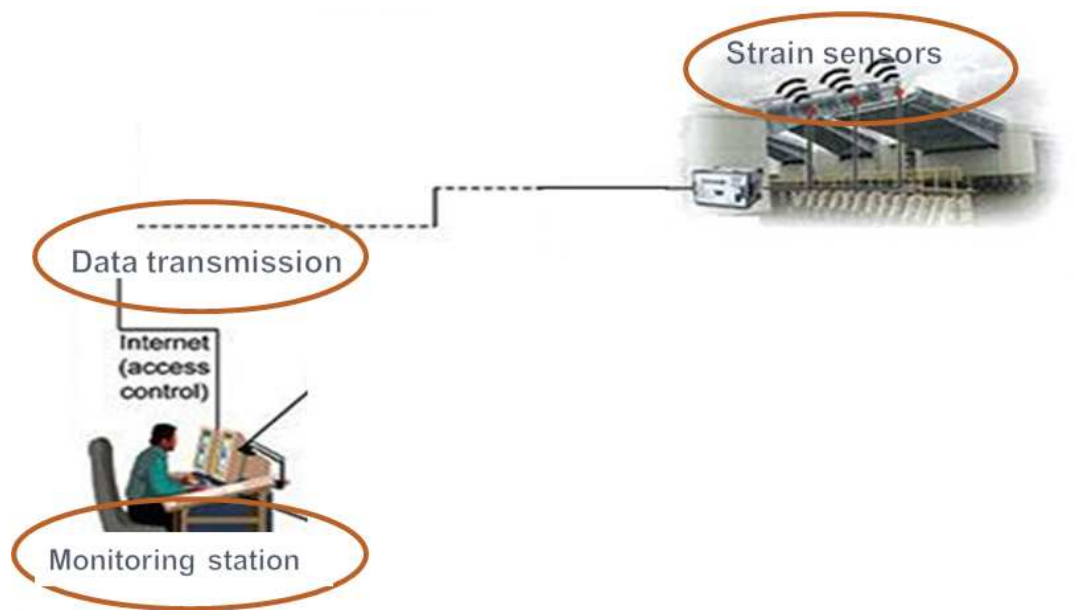 Strain sensors
Data transmission
Internet
(access
control)
Monitoring station